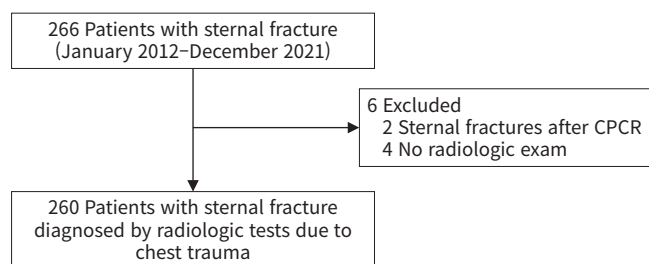 266 Patients with sternal fracture
(January 2012–December 2021)
6 Excluded
2 Sternal fractures after CPCR
4 No radiologic exam
260 Patients with sternal fracture
diagnosed by radiologic tests due to
chest trauma